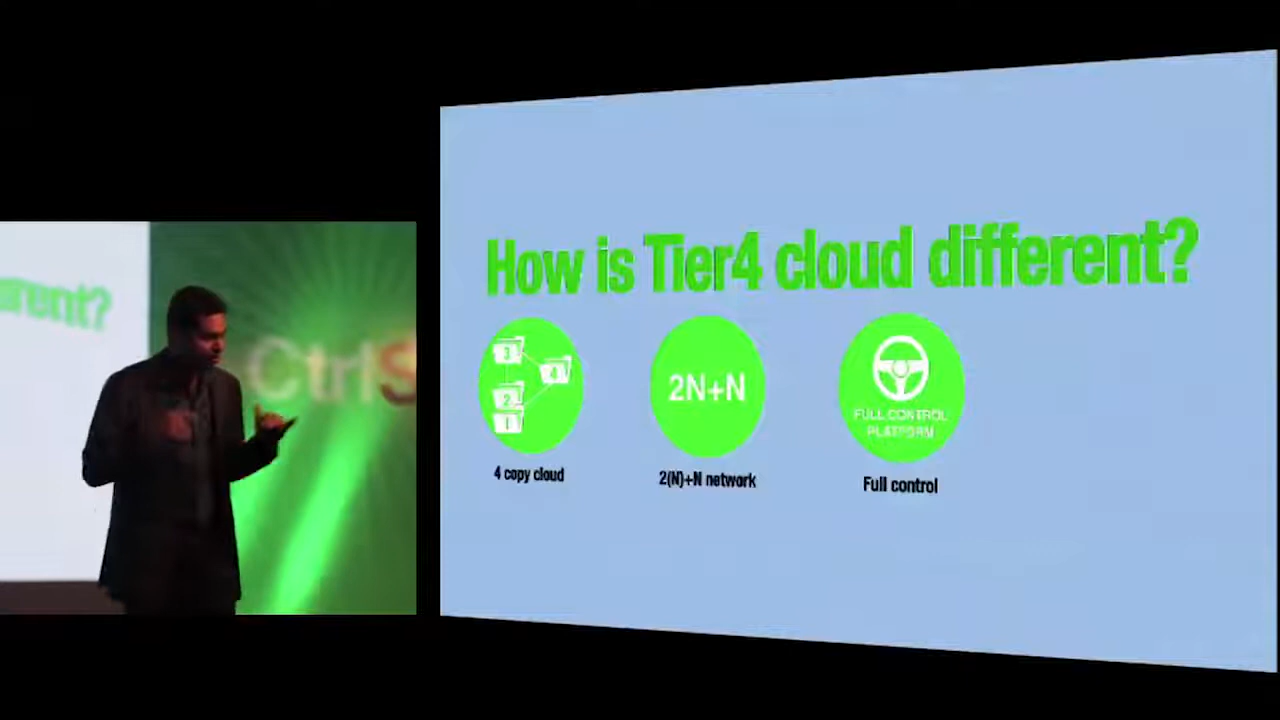 erent?
CtrlS
How is Tier4 cloud different?
3
4
2
1
2N+N
FULL CONTROL
PLATFORM
4 copy cloud
2(N)+N network
Full control